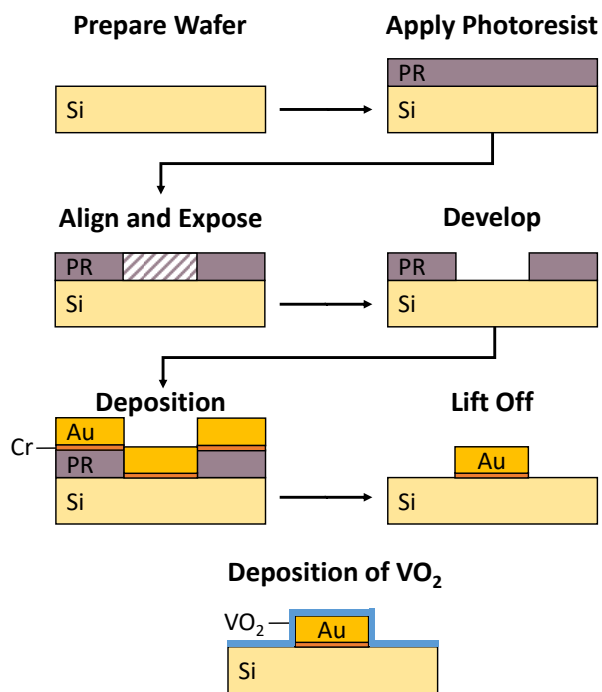 Prepare Wafer
Apply Photoresist
Si
PR
Si
Align and Expose
Develop
PR
Si
PR
Si
Deposition
Lift Off
Au
Cr
PR
Si
Au
Si
Deposition of VO₂
VO₂
Au
Si